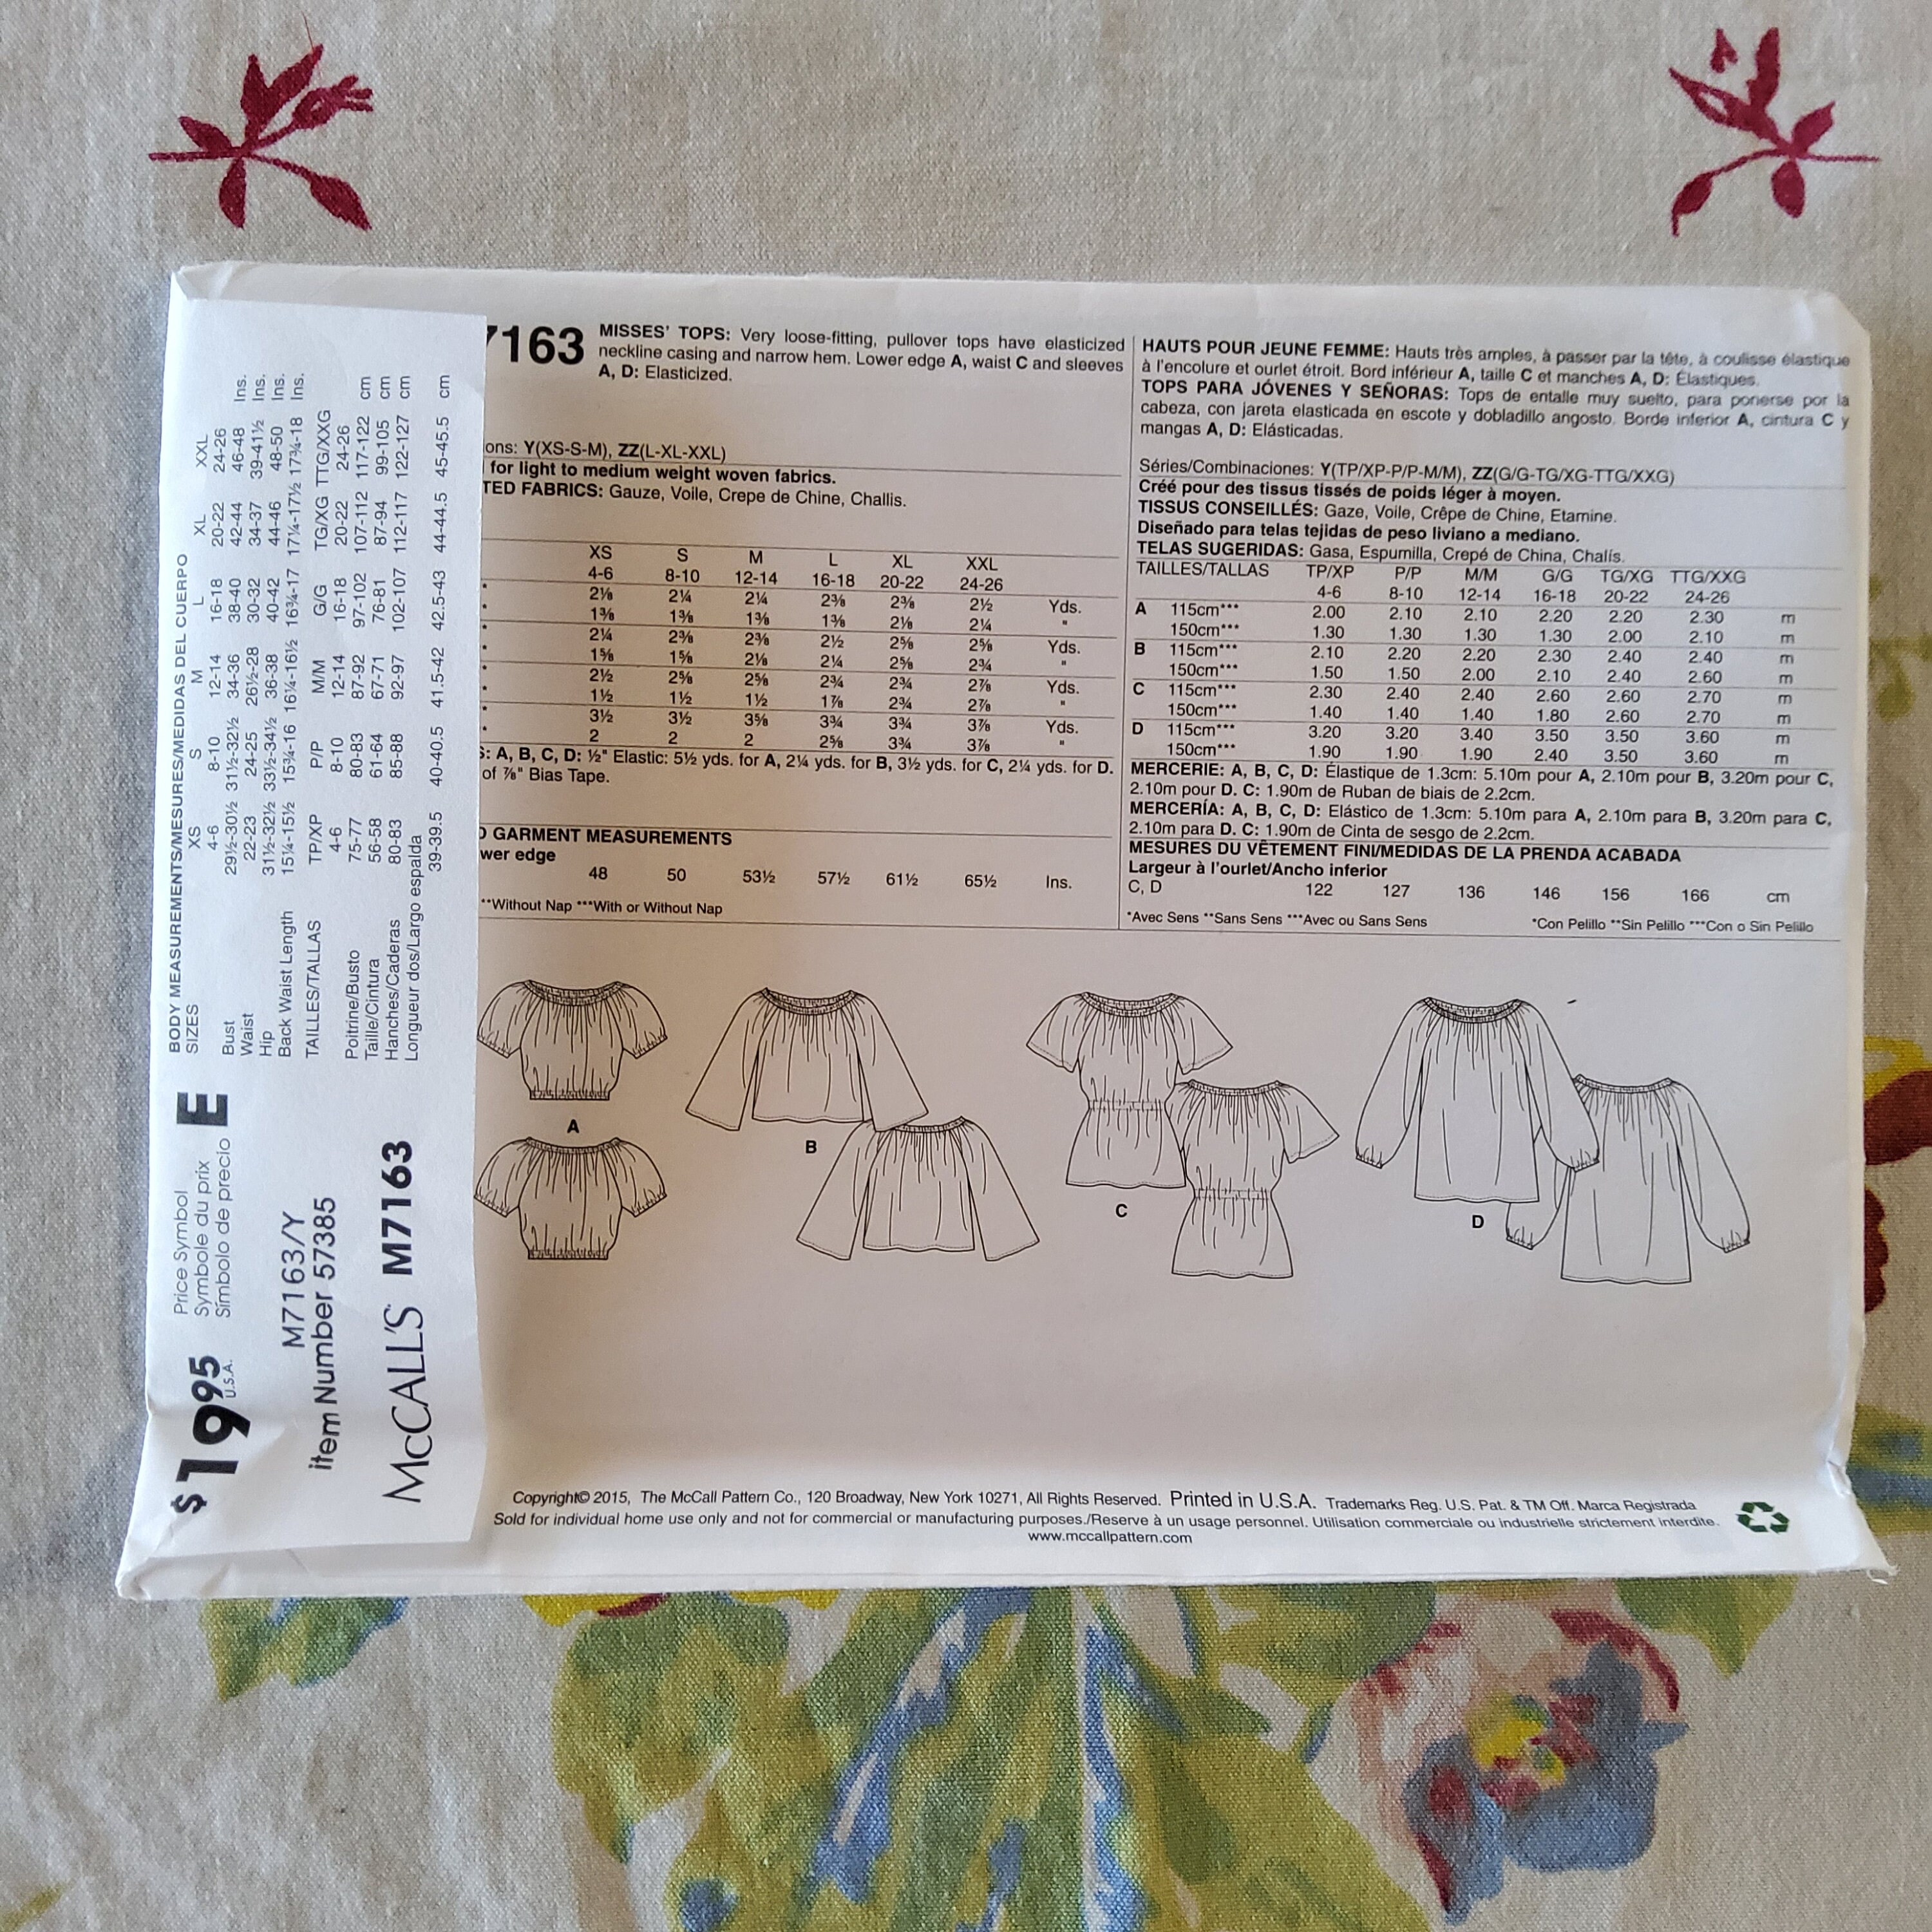 7163
MISSES' TOPS: Very loose-fitting, pullover tops have elasticized
neckline casing and narrow hem. Lower edge A, waist C and sleeves
A, D: Elasticized.
ons: Y(XS-S-M), ZZ(L-XL-XXL)
for light to medium weight woven fabrics.
TED FABRICS: Gauze, Voile, Crepe de Chine, Challis.
XS S M L XL XXL
4-6 8-10 12-14 16-18 20-22 24-26
* 2⅛ 2¼ 2¼ 2⅜ 2⅜ 2½ Yds.
* 1⅜ 1⅜ 1⅜ 1⅜ 2⅛ 2¼ "
* 2¼ 2⅜ 2⅜ 2½ 2⅝ 2⅝ Yds.
* 1⅝ 1⅝ 2⅛ 2¼ 2⅝ 2¾ "
* 2½ 2⅝ 2⅝ 2¾ 2¾ 2⅞ Yds.
* 1½ 1½ 1½ 1⅞ 2¾ 2⅞ "
* 3½ 3½ 3⅝ 3¾ 3¾ 3⅞ Yds.
* 2 2 2 2⅝ 3¾ 3⅞ "
S: A, B, C, D: ½" Elastic: 5½ yds. for A, 2¼ yds. for B, 3½ yds. for C, 2¼ yds. for D.
of ⅞" Bias Tape.
D GARMENT MEASUREMENTS
wer edge
48 50 53½ 57½ 61½ 65½ Ins.
**Without Nap ***With or Without Nap
HAUTS POUR JEUNE FEMME: Hauts très amples, à passer par la tête, à coulisse élastique
à l'encolure et ourlet étroit. Bord inférieur A, taille C et manches A, D: Élastiques.
TOPS PARA JÓVENES Y SEÑORAS: Tops de entalle muy suelto, para ponerse por la
cabeza, con jareta elasticada en escote y dobladillo angosto. Borde inferior A, cintura C y
mangas A, D: Elásticadas.
Séries/Combinaciones: Y(TP/XP-P/P-M/M), ZZ(G/G-TG/XG-TTG/XXG)
Créé pour des tissus tissés de poids léger à moyen.
TISSUS CONSEILLÉS: Gaze, Voile, Crêpe de Chine, Etamine.
Diseñado para telas tejidas de peso liviano a mediano.
TELAS SUGERIDAS: Gasa, Espumilla, Crepé de China, Chalís.
TAILLES/TALLAS TP/XP P/P M/M G/G TG/XG TTG/XXG
4-6 8-10 12-14 16-18 20-22 24-26
A 115cm*** 2.00 2.10 2.10 2.20 2.20 2.30 m
150cm*** 1.30 1.30 1.30 1.30 2.00 2.10 m
B 115cm*** 2.10 2.20 2.20 2.30 2.40 2.40 m
150cm*** 1.50 1.50 2.00 2.10 2.40 2.60 m
C 115cm*** 2.30 2.40 2.40 2.60 2.60 2.70 m
150cm*** 1.40 1.40 1.40 1.80 2.60 2.70 m
D 115cm*** 3.20 3.20 3.40 3.50 3.50 3.60 m
150cm*** 1.90 1.90 1.90 2.40 3.50 3.60 m
MERCERIE: A, B, C, D: Élastique de 1.3cm: 5.10m pour A, 2.10m pour B, 3.20m pour C,
2.10m pour D. C: 1.90m de Ruban de biais de 2.2cm.
MERCERÍA: A, B, C, D: Elástico de 1.3cm: 5.10m para A, 2.10m para B, 3.20m para C,
2.10m para D. C: 1.90m de Cinta de sesgo de 2.2cm.
MESURES DU VÊTEMENT FINI/MEDIDAS DE LA PRENDA ACABADA
Largeur à l'ourlet/Ancho inferior
C, D 122 127 136 146 156 166 cm
*Avec Sens **Sans Sens ***Avec ou Sans Sens *Con Pelillo **Sin Pelillo ***Con o Sin Pelillo
A
B
C
D
Copyright© 2015, The McCall Pattern Co., 120 Broadway, New York 10271, All Rights Reserved. Printed in U.S.A. Trademarks Reg. U.S. Pat. & TM Off. Marca Registrada
Sold for individual home use only and not for commercial or manufacturing purposes./Reserve à un usage personnel. Utilisation commerciale ou industrielle strictement interdite.
www.mccallpattern.com
BODY MEASUREMENTS/MESURES/MEDIDAS DEL CUERPO
SIZES XS S M L XL XXL
4-6 8-10 12-14 16-18 20-22 24-26
Bust 29½-30½ 31½-32½ 34-36 38-40 42-44 46-48 Ins.
Waist 22-23 24-25 26½-28 30-32 34-37 39-41½ Ins.
Hip 31½-32½ 33½-34½ 36-38 40-42 44-46 48-50 Ins.
Back Waist Length 15¼-15½ 15¾-16 16¼-16½ 16¾-17 17¼-17½ 17¾-18 Ins.
TAILLES/TALLAS TP/XP P/P M/M G/G TG/XG TTG/XXG
4-6 8-10 12-14 16-18 20-22 24-26
Poitrine/Busto 75-77 80-83 87-92 97-102 107-112 117-122 cm
Taille/Cintura 56-58 61-64 67-71 76-81 87-94 99-105 cm
Hanches/Caderas 80-83 85-88 92-97 102-107 112-117 122-127 cm
Longueur dos/Largo espalda 39-39.5 40-40.5 41.5-42 42.5-43 44-44.5 45-45.5 cm
$19 95 U.S.A.
Price Symbol
Symbole du prix
Símbolo de precio
E
M7163/Y
item Number 57385
McCALL'S M7163